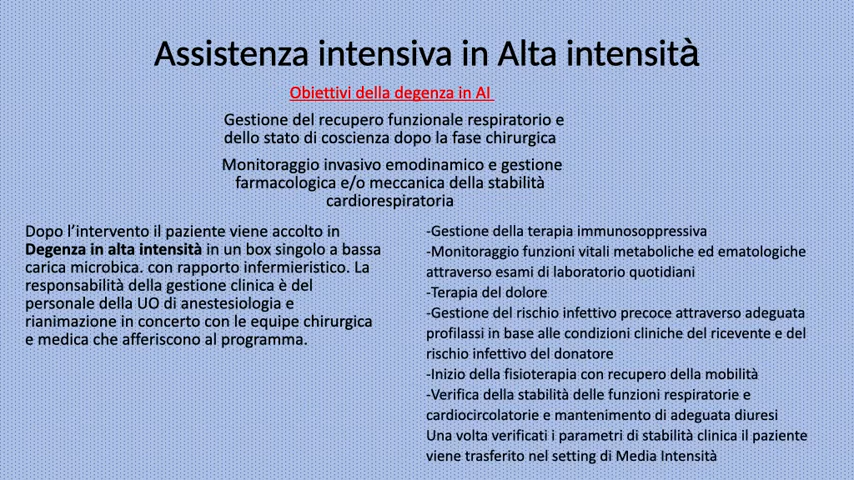 Assistenza intensiva in Alta intensità
Obiettivi della degenza in AI
Gestione del recupero funzionale respiratorio e
dello stato di coscienza dopo la fase chirurgica
Monitoraggio invasivo emodinamico e gestione
farmacologica e/o meccanica della stabilità
cardiorespiratoria
Dopo l’intervento il paziente viene accolto in
Degenza in alta intensità in un box singolo a bassa
carica microbica. con rapporto infermieristico. La
responsabilità della gestione clinica è del
personale della UO di anestesiologia e
rianimazione in concerto con le equipe chirurgica
e medica che afferiscono al programma.
-Gestione della terapia immunosoppressiva
-Monitoraggio funzioni vitali metaboliche ed ematologiche
attraverso esami di laboratorio quotidiani
-Terapia del dolore
-Gestione del rischio infettivo precoce attraverso adeguata
profilassi in base alle condizioni cliniche del ricevente e del
rischio infettivo del donatore
-Inizio della fisioterapia con recupero della mobilità
-Verifica della stabilità delle funzioni respiratorie e
cardiocircolatorie e mantenimento di adeguata diuresi
Una volta verificati i parametri di stabilità clinica il paziente
viene trasferito nel setting di Media Intensità